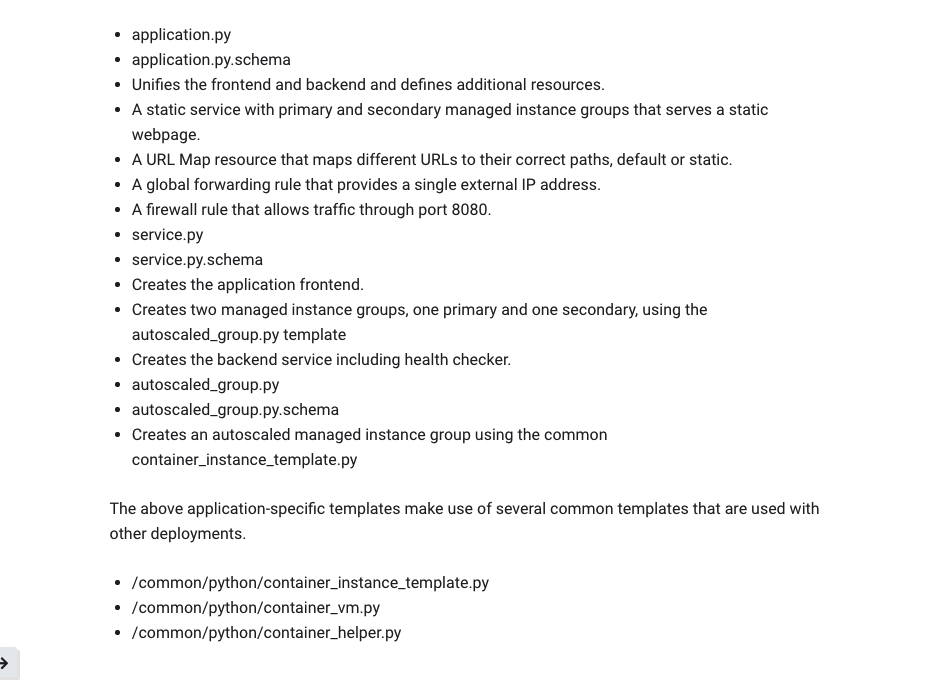 application.py
application.py.schema
Unifies the frontend and backend and defines additional resources.
A static service with primary and secondary managed instance groups that serves a static
webpage.
A URL Map resource that maps different URLs to their correct paths, default or static.
A global forwarding rule that provides a single external IP address.
A firewall rule that allows traffic through port 8080.
service.py
service.py.schema
Creates the application frontend.
Creates two managed instance groups, one primary and one secondary, using the
autoscaled_group.py template
Creates the backend service including health checker.
autoscaled_group.py
autoscaled_group.py.schema
Creates an autoscaled managed instance group using the common
container_instance_template.py
The above application-specific templates make use of several common templates that are used with
other deployments.
/common/python/container_instance_template.py
/common/python/container_vm.py
/common/python/container_helper.py